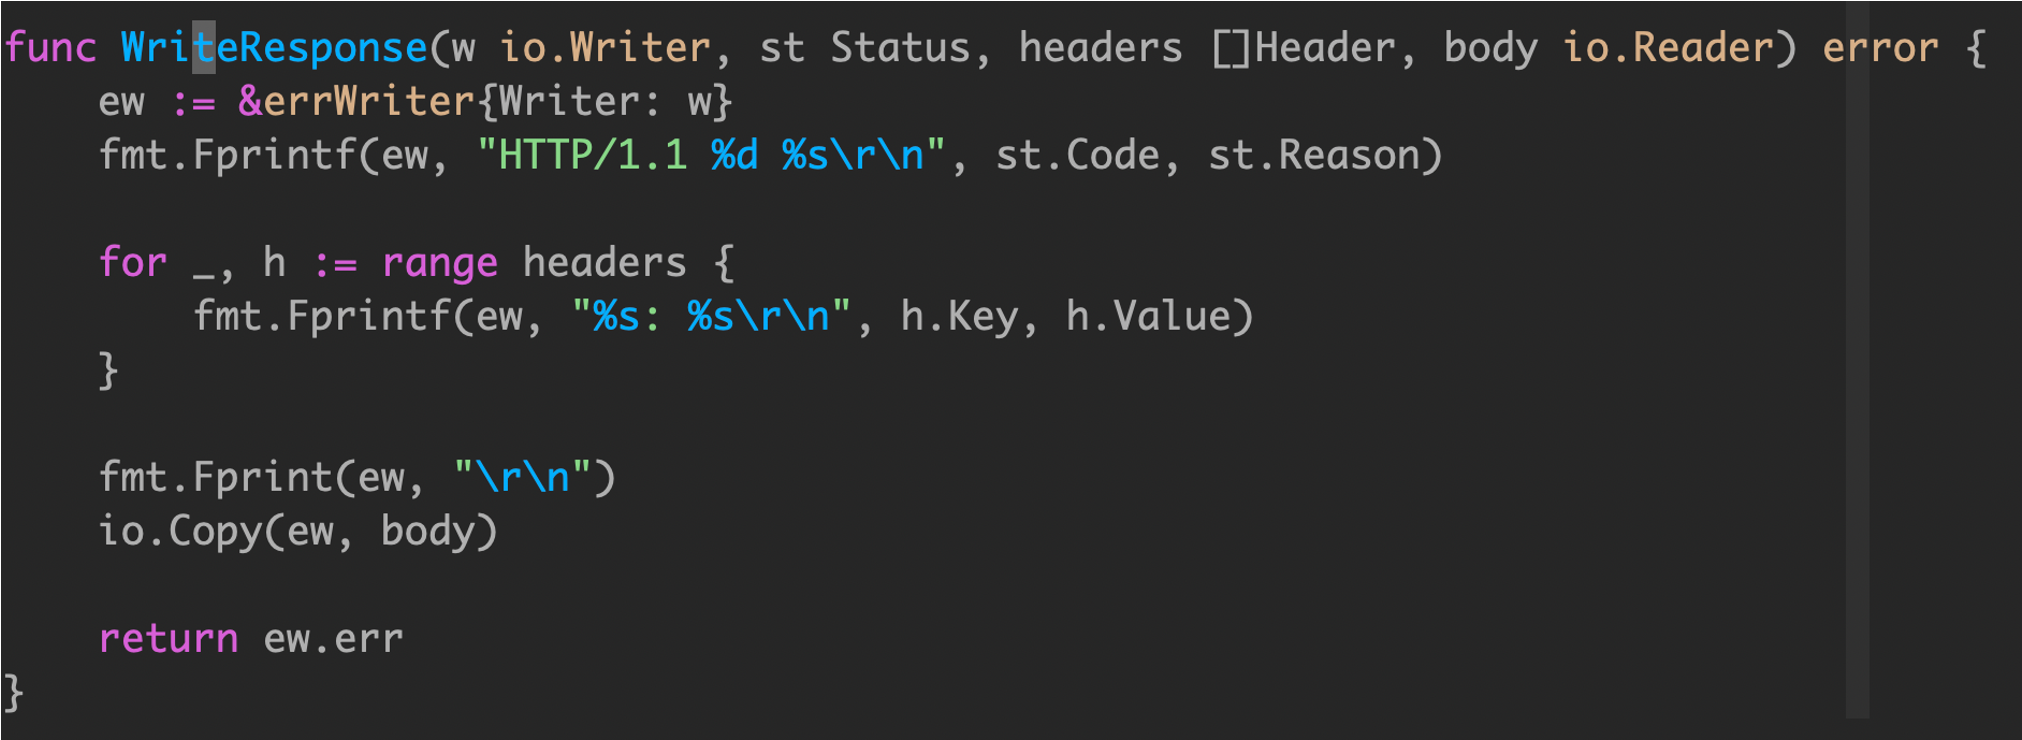 func WriteResponse(w io.Writer, st Status, headers []Header, body io.Reader) error {
    ew := &errWriter{Writer: w}
    fmt.Fprintf(ew, "HTTP/1.1 %d %s\r\n", st.Code, st.Reason)

    for _, h := range headers {
        fmt.Fprintf(ew, "%s: %s\r\n", h.Key, h.Value)
    }

    fmt.Fprint(ew, "\r\n")
    io.Copy(ew, body)

    return ew.err
}